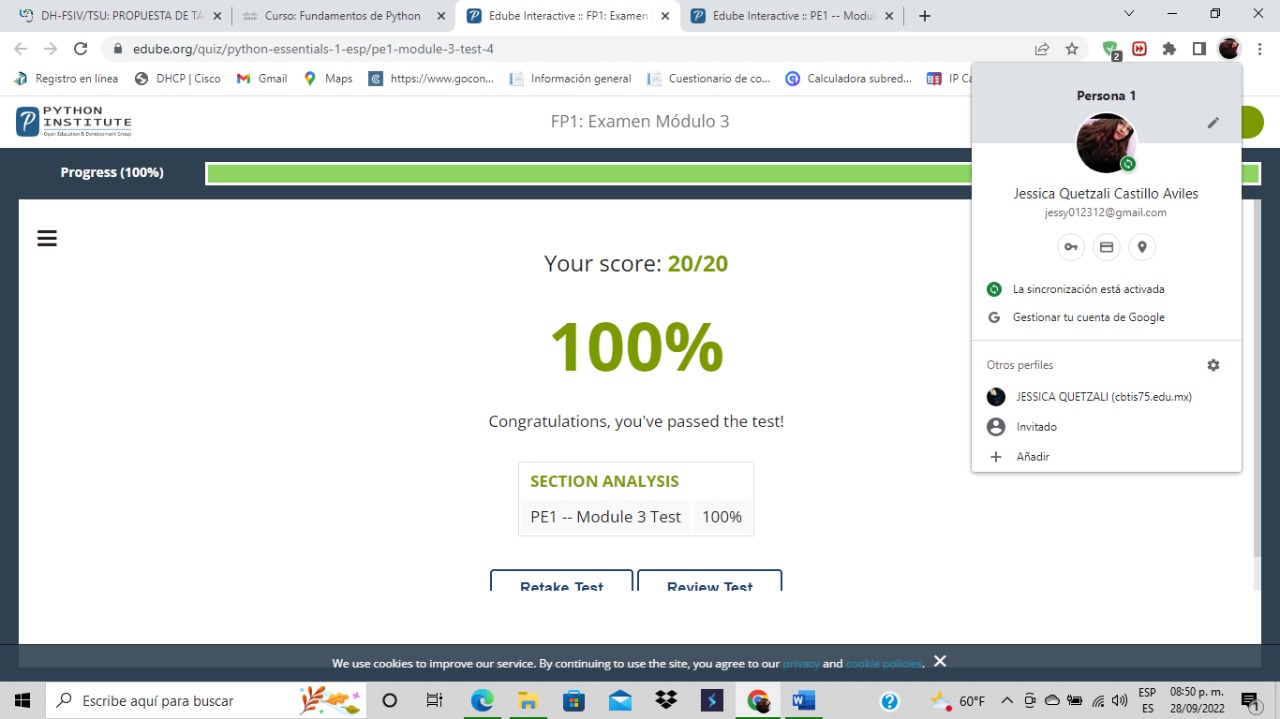 DH-FSIV/TSU: PROPUESTA DE TA
Curso: Fundamentos de Python
Edube Interactive :: FP1: Examen
Edube Interactive :: PE1 -- Modul
edube.org/quiz/python-essentials-1-esp/pe1-module-3-test-4
2
Registro en línea
DHCP | Cisco
Gmail
Maps
https://www.gocon...
Información general
Cuestionario de co...
Calculadora subred...
IP Ca
PYTHON
INSTITUTE
Open Education & Development Group
FP1: Examen Módulo 3
Progress (100%)
Your score: 20/20
100%
Congratulations, you've passed the test!
SECTION ANALYSIS
PE1 -- Module 3 Test 100%
Retake Test Review Test
Persona 1
Jessica Quetzali Castillo Aviles
jessy012312@gmail.com
La sincronización está activada
Gestionar tu cuenta de Google
Otros perfiles
JESSICA QUETZALI (cbtis75.edu.mx)
Invitado
Añadir
We use cookies to improve our service. By continuing to use the site, you agree to our privacy and cookie policies.
Escribe aquí para buscar
60°F
ESP
ES
08:50 p. m.
28/09/2022
1